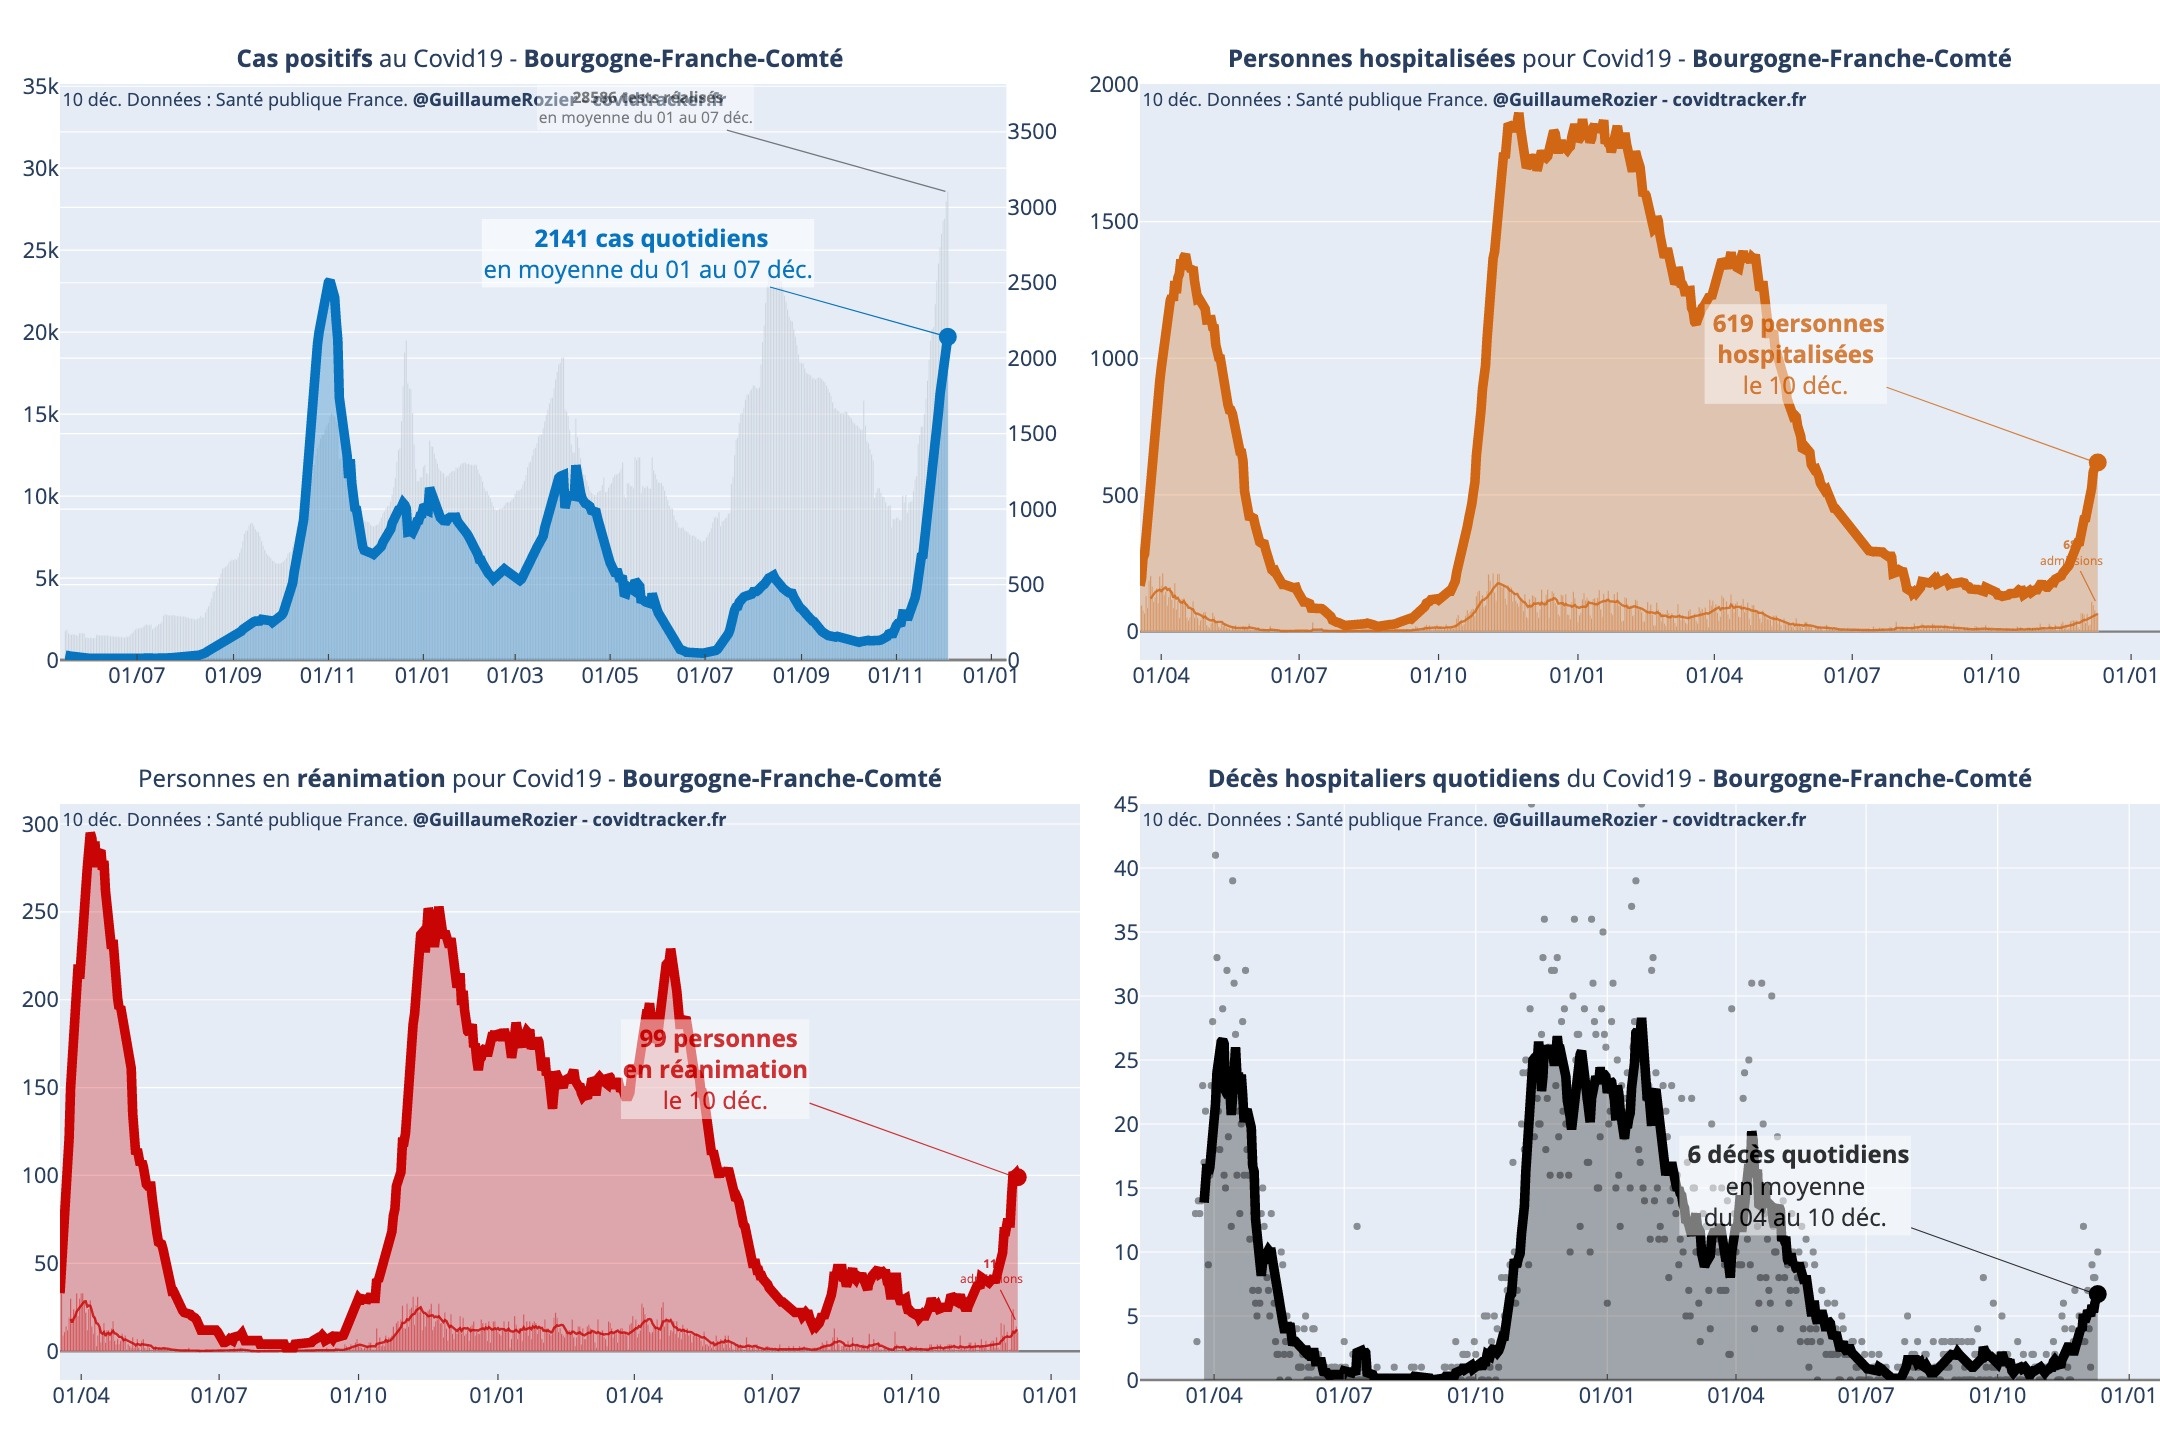 Cas positifs au Covid19 - Bourgogne-Franche-Comté
35k
10 déc. Données : Santé publique France. @GuillaumeRozier - covidtracker.fr
28586 tests réalisés
en moyenne du 01 au 07 déc.
3500
30k
3000
25k
2141 cas quotidiens
en moyenne du 01 au 07 déc.
2500
20k
2000
15k
1500
10k
1000
5k
500
0
0
01/07 01/09 01/11 01/01 01/03 01/05 01/07 01/09 01/11 01/01
Personnes hospitalisées pour Covid19 - Bourgogne-Franche-Comté
2000
10 déc. Données : Santé publique France. @GuillaumeRozier - covidtracker.fr
1500
619 personnes
hospitalisées
le 10 déc.
1000
500
admissions
0
01/04 01/07 01/10 01/01 01/04 01/07 01/10 01/01
Personnes en réanimation pour Covid19 - Bourgogne-Franche-Comté
300
10 déc. Données : Santé publique France. @GuillaumeRozier - covidtracker.fr
250
200
99 personnes
en réanimation
le 10 déc.
150
100
50
admissions
0
01/04 01/07 01/10 01/01 01/04 01/07 01/10 01/01
Décès hospitaliers quotidiens du Covid19 - Bourgogne-Franche-Comté
45
10 déc. Données : Santé publique France. @GuillaumeRozier - covidtracker.fr
40
35
30
25
20
6 décès quotidiens
en moyenne
du 04 au 10 déc.
15
10
5
0
01/04 01/07 01/10 01/01 01/04 01/07 01/10 01/01